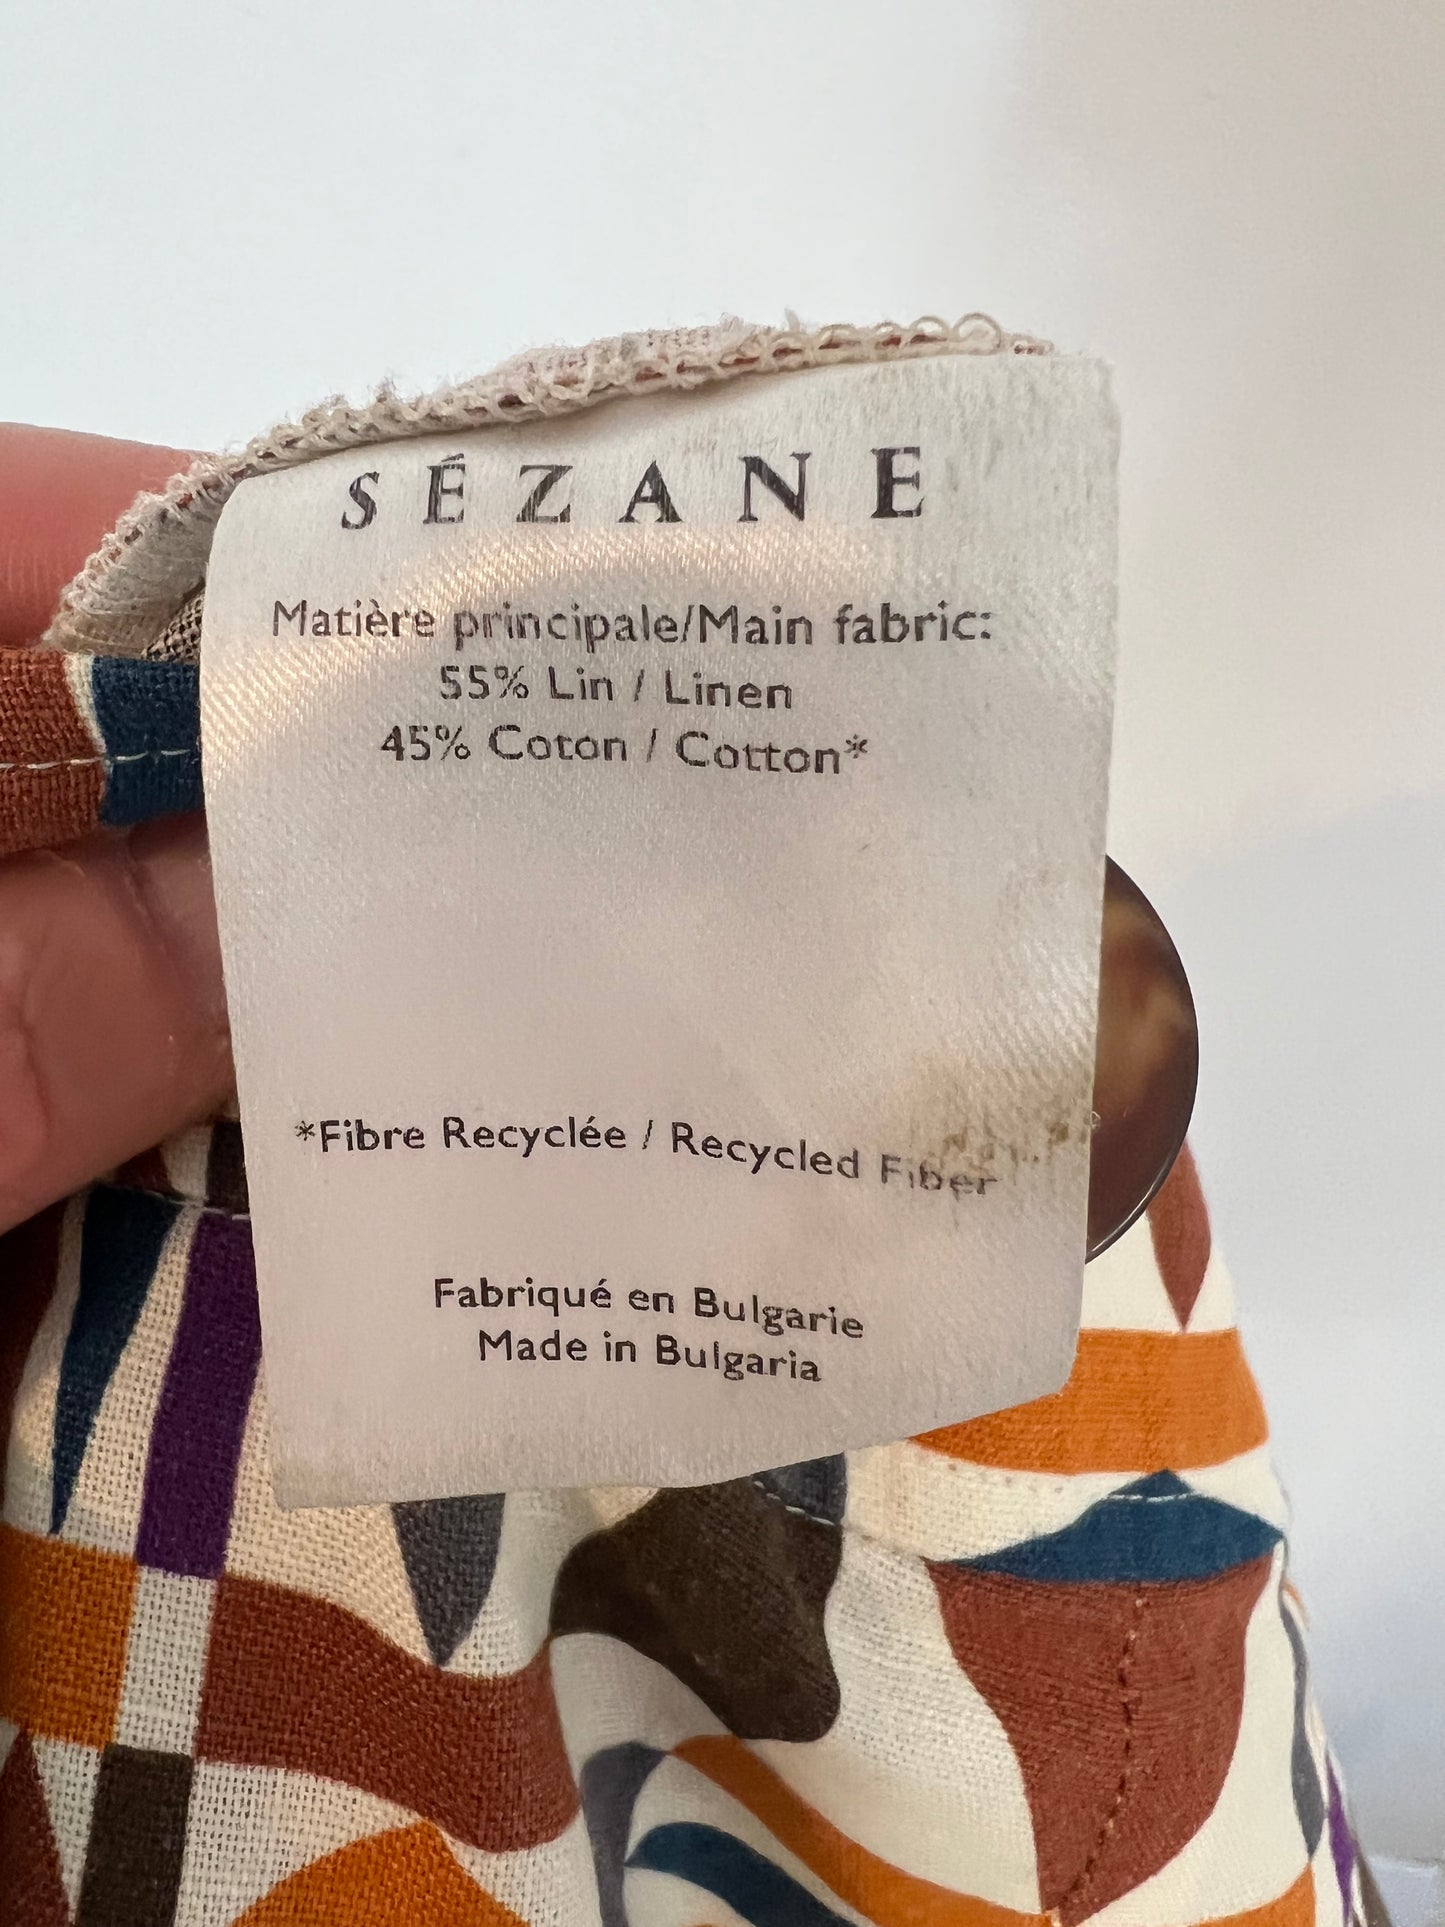 SÉZANE
Matière principale/Main fabric:
55% Lin / Linen
45% Coton / Cotton*
*Fibre Recyclée / Recycled Fiber
Fabriqué en Bulgarie
Made in Bulgaria